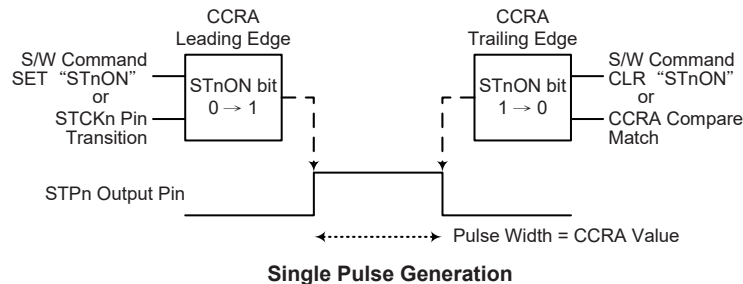 CCRA
Leading Edge
S/W Command
SET “STnON”
or
STCKn Pin
Transition
STnON bit
0 → 1
CCRA
Trailing Edge
STnON bit
1 → 0
S/W Command
CLR “STnON”
or
CCRA Compare
Match
STPn Output Pin
Pulse Width = CCRA Value
Single Pulse Generation